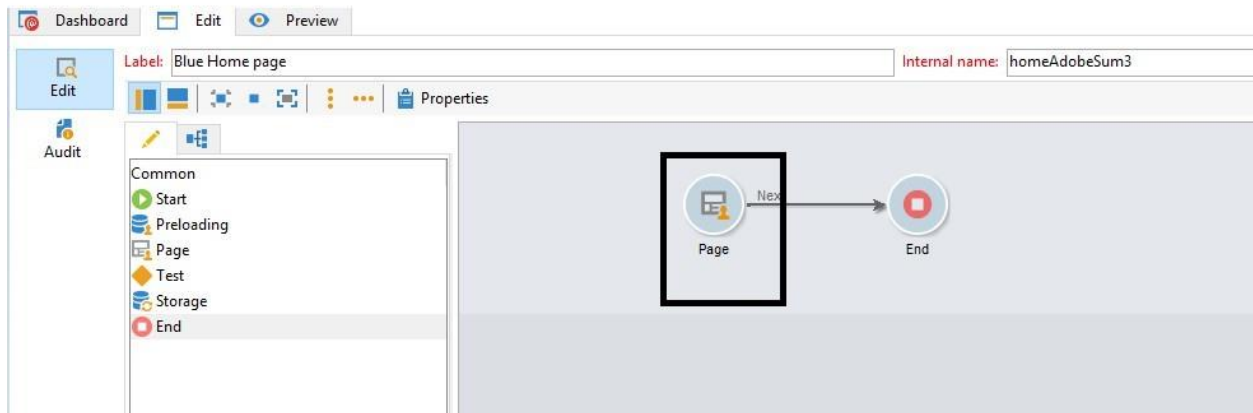 Dashboard Edit Preview
Label: Blue Home page Internal name: homeAdobeSum3
Edit
Properties
Audit
Common
Start
Preloading
Page
Test
Storage
End
Nex
Page End